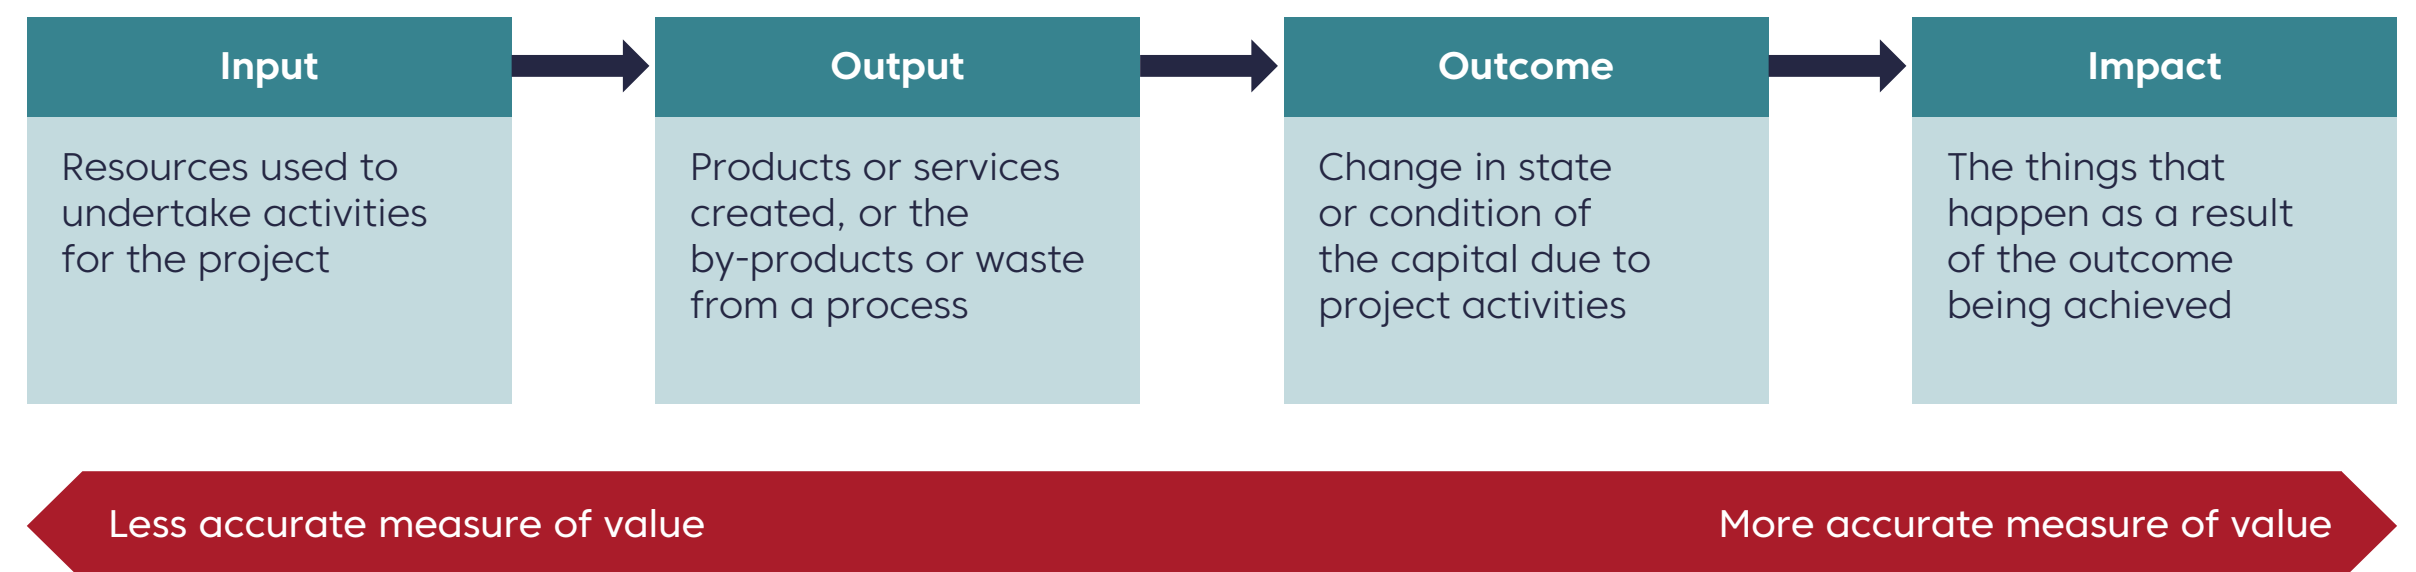 Input
Resources used to
undertake activities
for the project
Output
Products or services
created, or the
by-products or waste
from a process
Outcome
Change in state
or condition of
the capital due to
project activities
Impact
The things that
happen as a result
of the outcome
being achieved
Less accurate measure of value
More accurate measure of value